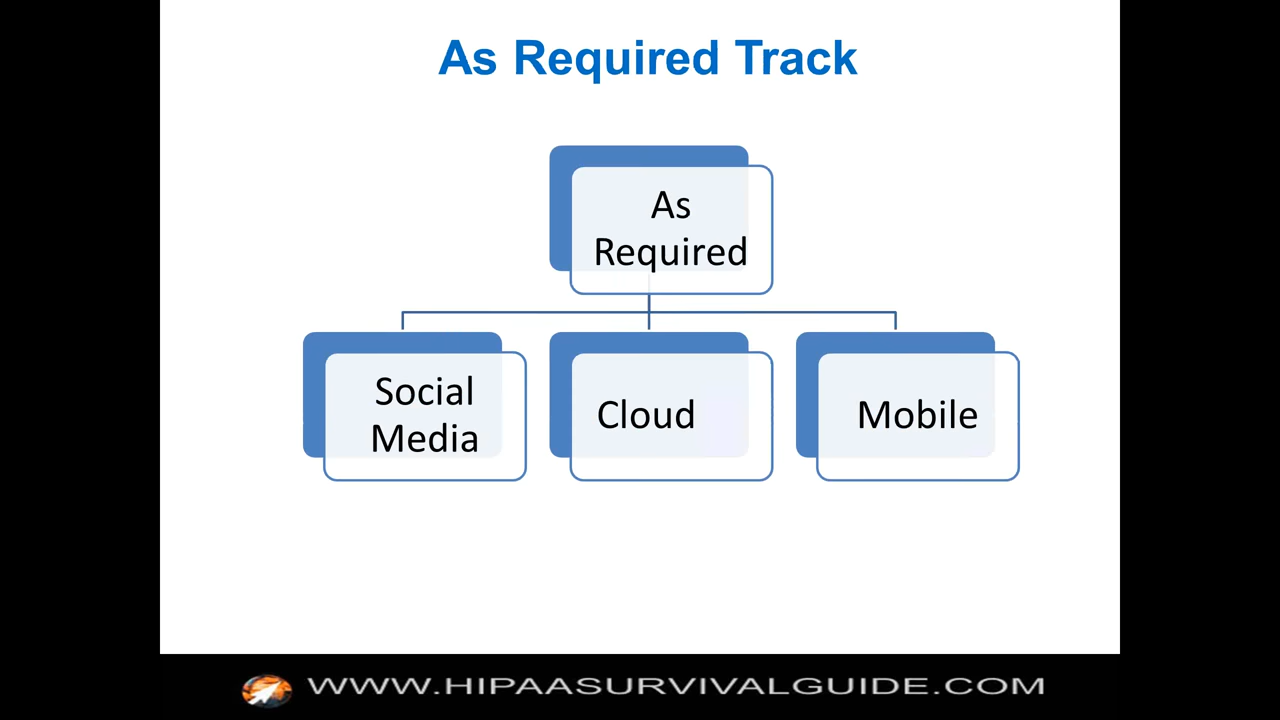 As Required Track
As
Required
Social
Media
Cloud
Mobile
WWW.HIPAASURVIVALGUIDE.COM